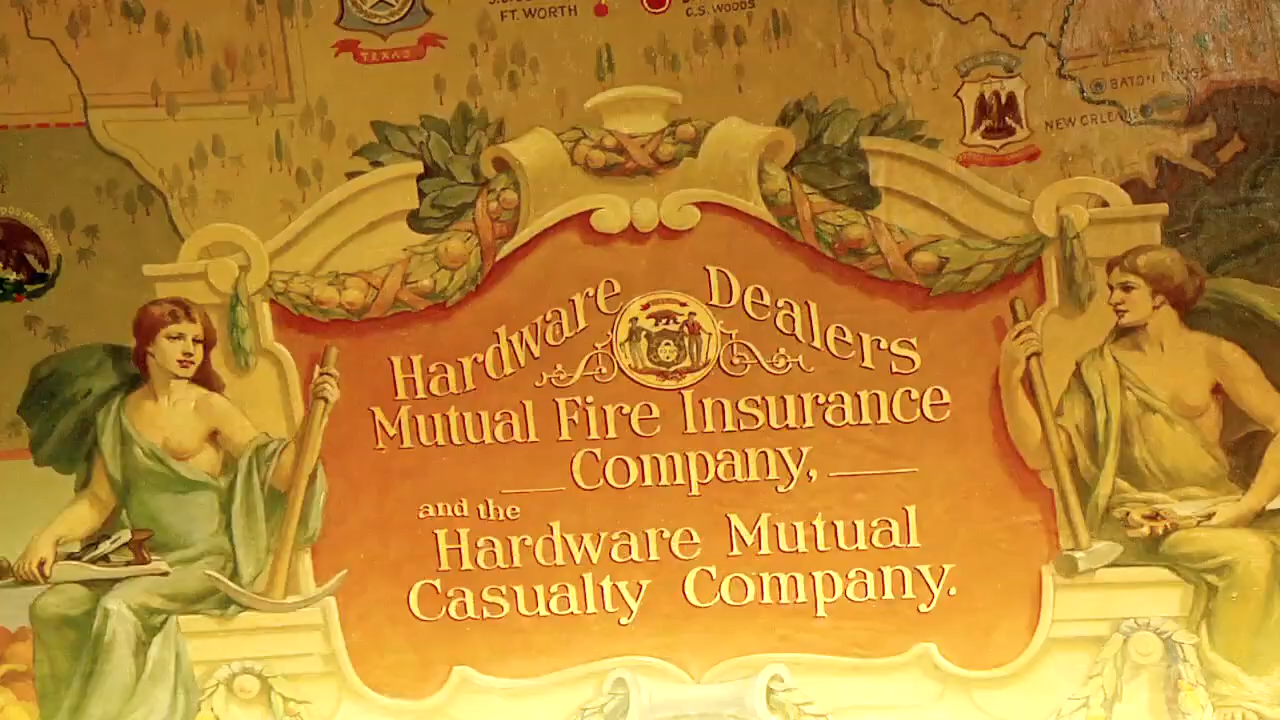 FT. WORTH
C.S. WOODS
TEXAS
BATON ROUGE
NEW ORLEANS
Hardware Dealers
Mutual Fire Insurance
Company,
and the
Hardware Mutual
Casualty Company.